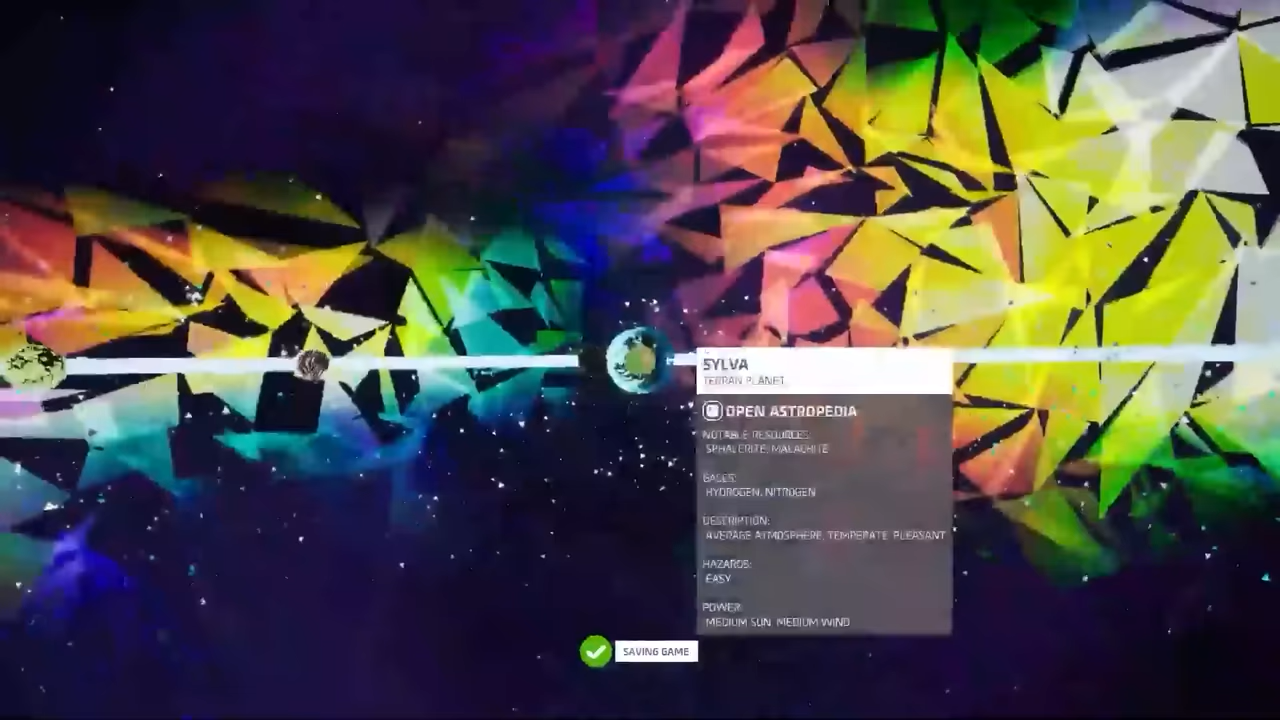 SYLVA
TERRAN PLANET
OPEN ASTROPEDIA
NOTABLE RESOURCES:
SPHALERITE, MALACHITE
GASES:
HYDROGEN, NITROGEN
DESCRIPTION:
AVERAGE ATMOSPHERE, TEMPERATE, PLEASANT
HAZARDS:
EASY
POWER:
MEDIUM SUN, MEDIUM WIND
SAVING GAME